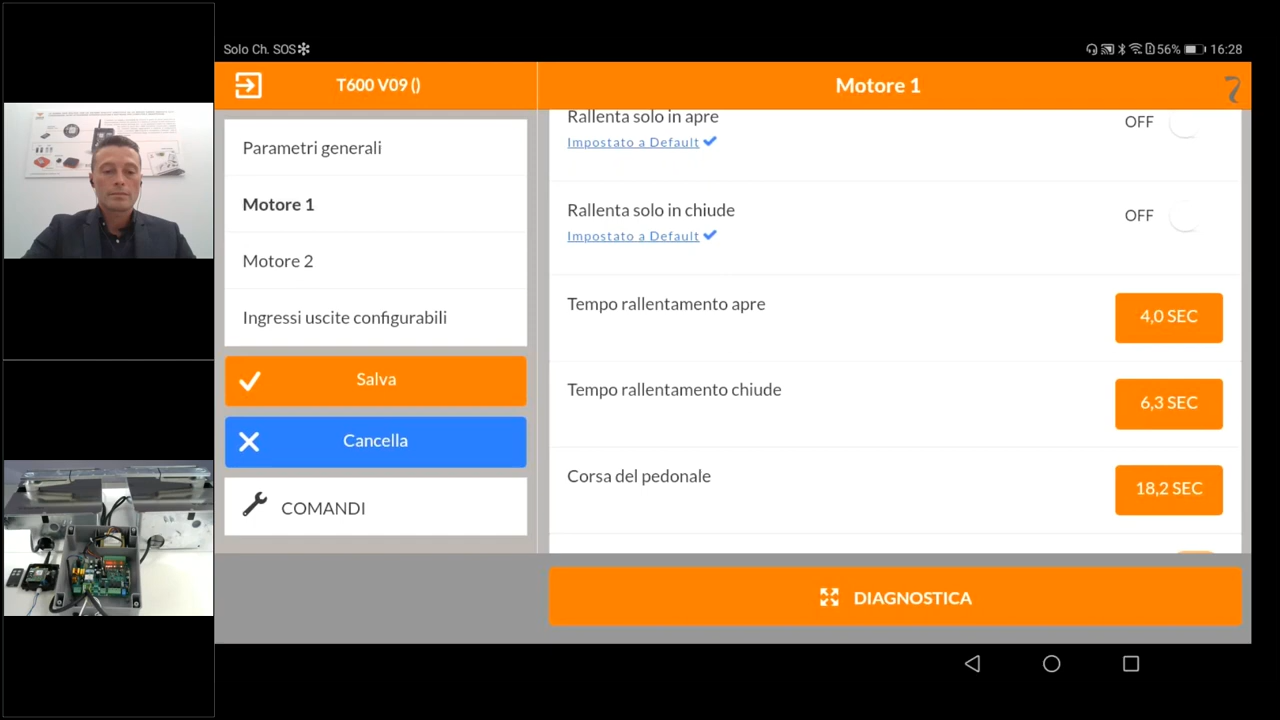 Solo Ch. SOS✻
56% 16:28
T600 V09 ()
Motore 1
Parametri generali
Motore 1
Motore 2
Ingressi uscite configurabili
Salva
Cancella
COMANDI
Rallenta solo in apre
OFF
Impostato a Default
Rallenta solo in chiude
OFF
Impostato a Default
Tempo rallentamento apre
4,0 SEC
Tempo rallentamento chiude
6,3 SEC
Corsa del pedonale
18,2 SEC
DIAGNOSTICA